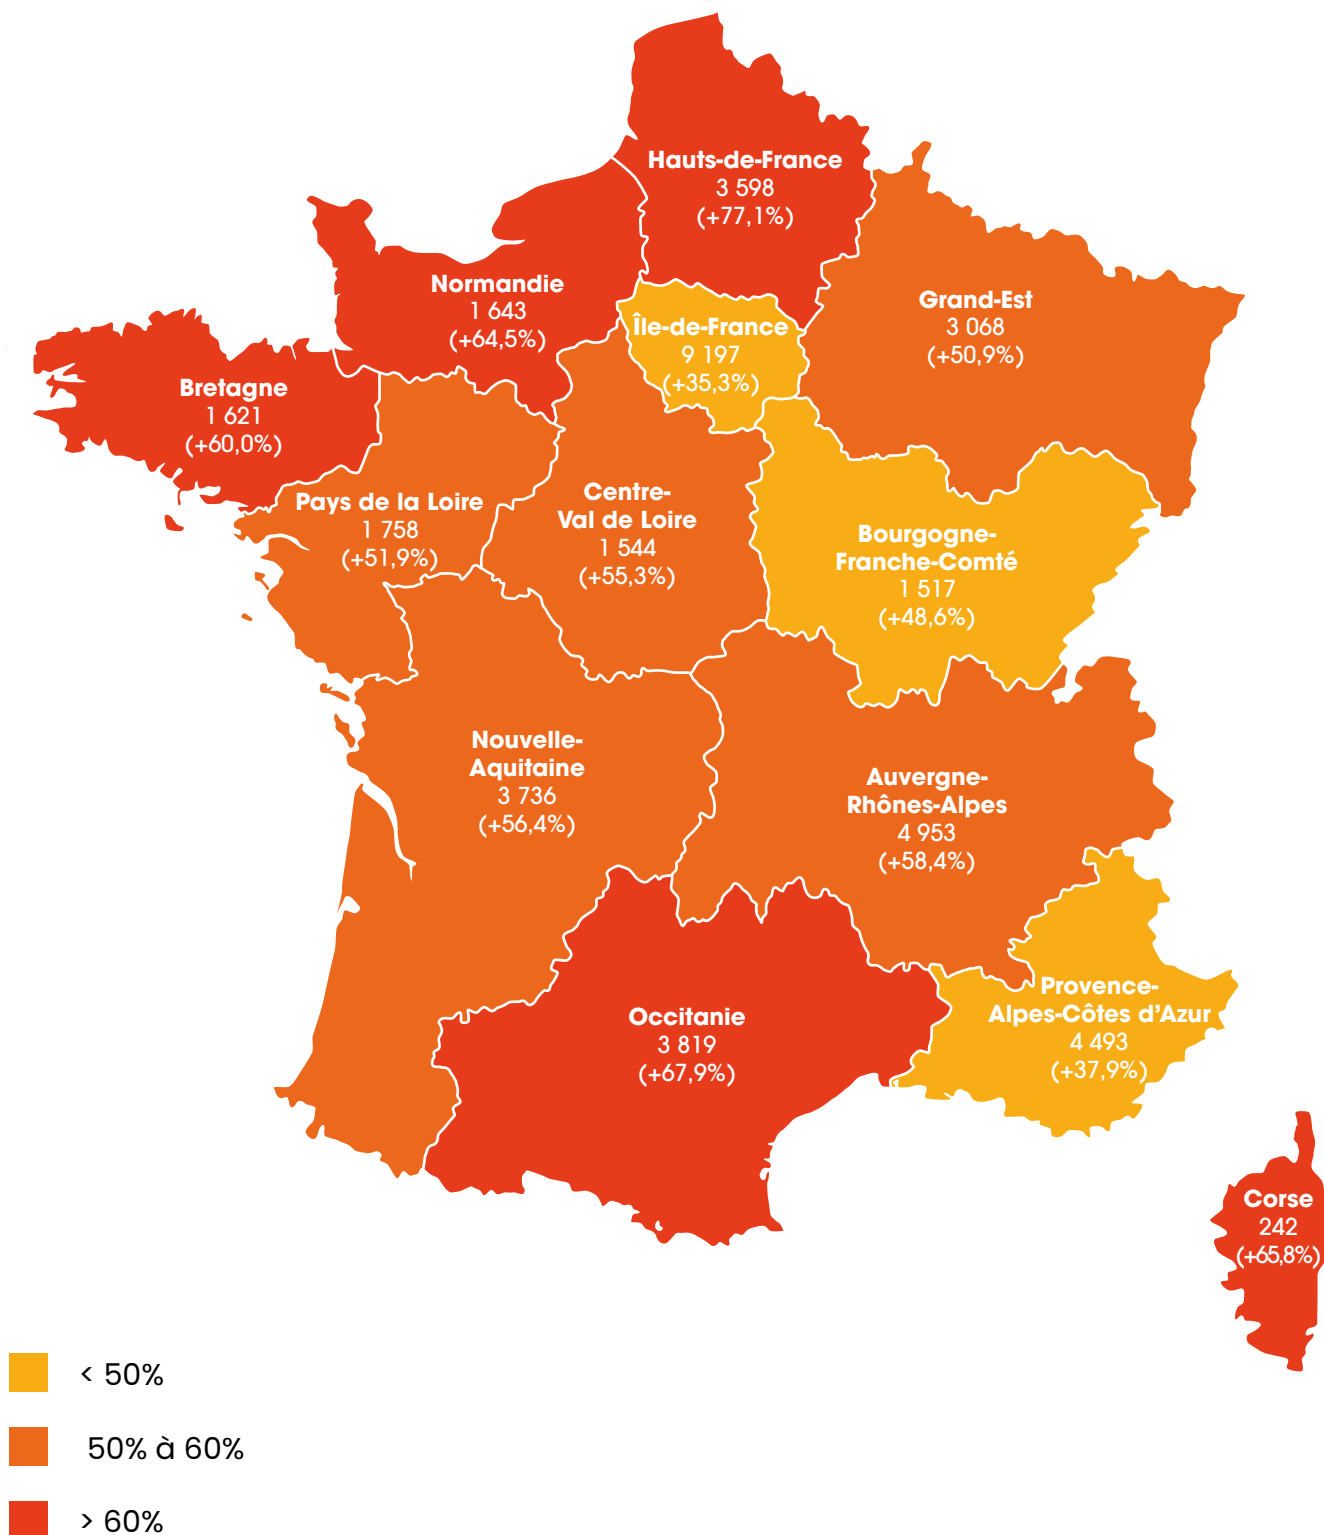 Hauts-de-France
3 598
(+77,1%)
Normandie
1 643
(+64,5%)
Île-de-France
9 197
(+35,3%)
Grand-Est
3 068
(+50,9%)
Bretagne
1 621
(+60,0%)
Pays de la Loire
1 758
(+51,9%)
Centre-
Val de Loire
1 544
(+55,3%)
Bourgogne-
Franche-Comté
1 517
(+48,6%)
Nouvelle-
Aquitaine
3 736
(+56,4%)
Auvergne-
Rhônes-Alpes
4 953
(+58,4%)
Occitanie
3 819
(+67,9%)
Provence-
Alpes-Côtes d'Azur
4 493
(+37,9%)
Corse
242
(+65,8%)
< 50%
50% à 60%
> 60%